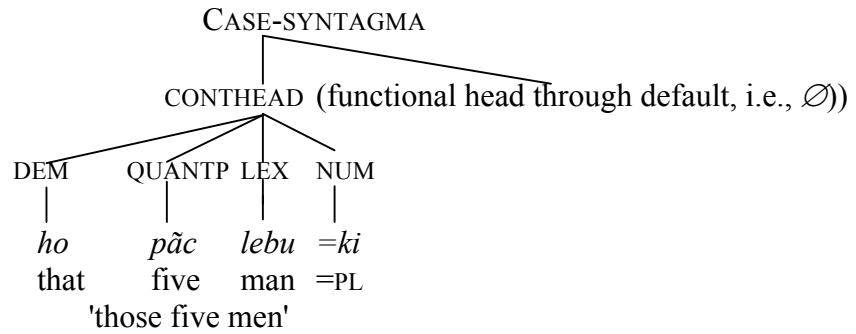 CASE-SYNTAGMA
CONTHEAD (functional head through default, i.e., ∅))
DEM QUANTP LEX NUM
ho pãc lebu =ki
that five man =PL
'those five men'